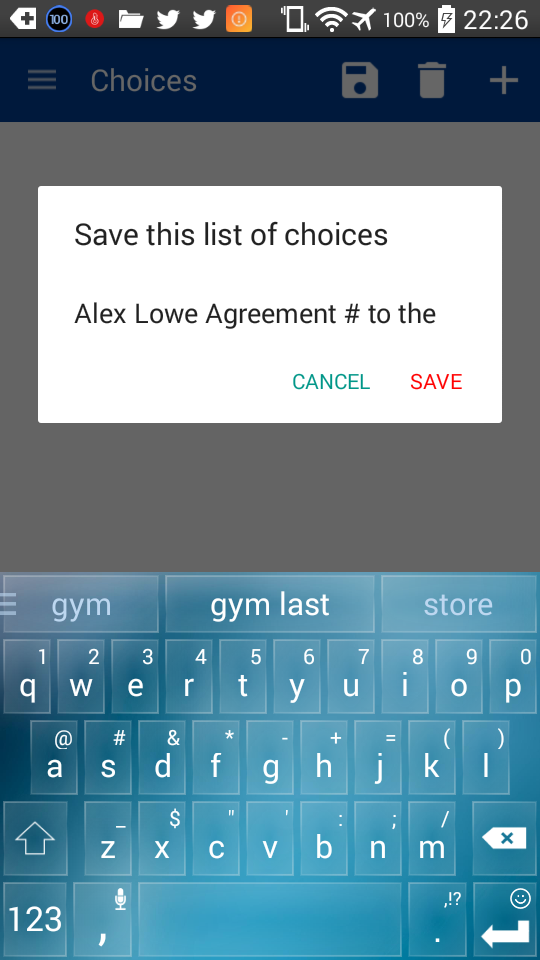 100 100% 22:26
Choices
Save this list of choices
Alex Lowe Agreement # to the
CANCEL SAVE
gym gym last store
1 2 3 4 5 6 7 8 9 0
q w e r t y u i o p
@ # & * - + = ( )
a s d f g h j k l
_ $ " ' : ; /
z x c v b n m
,!?
123 , .